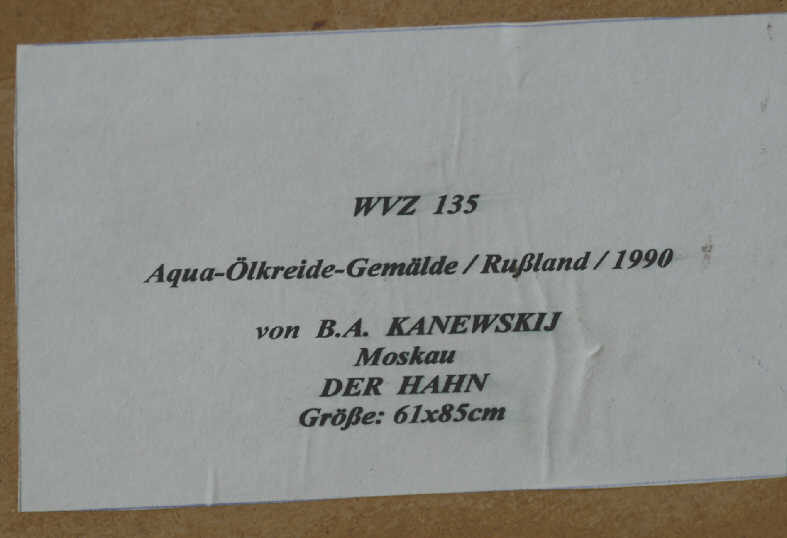 WVZ 135
Aqua-Ölkreide-Gemälde / Rußland / 1990
von B.A. KANEWSKIJ
Moskau
DER HAHN
Größe: 61x85cm